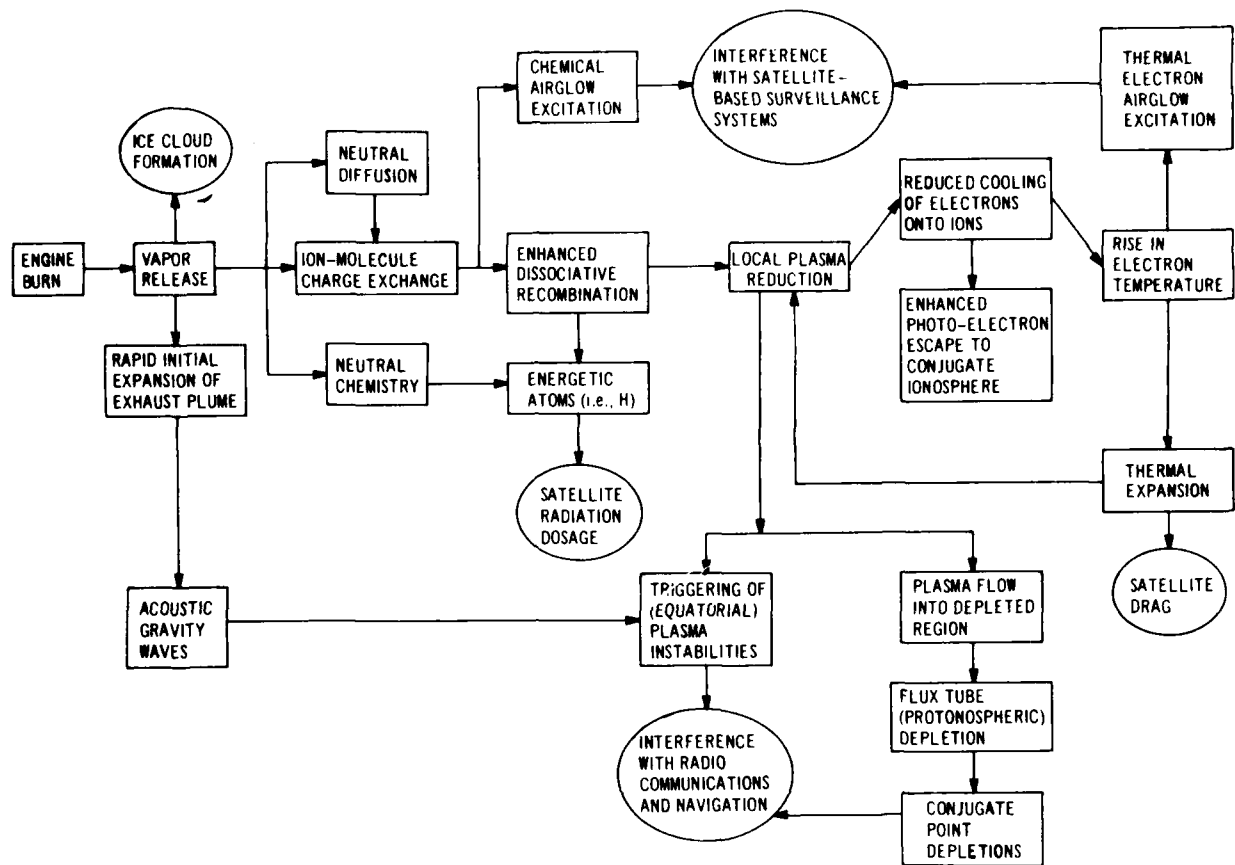 CHEMICAL
AIRGLOW
EXCITATION
INTERFERENCE
WITH SATELLITE-
BASED SURVEILLANCE
SYSTEMS
THERMAL
ELECTRON
AIRGLOW
EXCITATION
ICE CLOUD
FORMATION
NEUTRAL
DIFFUSION
REDUCED COOLING
OF ELECTRONS
ONTO IONS
ENGINE
BURN
VAPOR
RELEASE
ION-MOLECULE
CHARGE EXCHANGE
ENHANCED
DISSOCIATIVE
RECOMBINATION
LOCAL PLASMA
REDUCTION
RISE IN
ELECTRON
TEMPERATURE
ENHANCED
PHOTO-ELECTRON
ESCAPE TO
CONJUGATE
IONOSPHERE
RAPID INITIAL
EXPANSION OF
EXHAUST PLUME
NEUTRAL
CHEMISTRY
ENERGETIC
ATOMS (i.e., H)
SATELLITE
RADIATION
DOSAGE
THERMAL
EXPANSION
ACOUSTIC
GRAVITY
WAVES
TRIGGERING OF
(EQUATORIAL)
PLASMA
INSTABILITIES
PLASMA FLOW
INTO DEPLETED
REGION
SATELLITE
DRAG
FLUX TUBE
(PROTONOSPHERIC)
DEPLETION
INTERFERENCE
WITH RADIO
COMMUNICATIONS
AND NAVIGATION
CONJUGATE
POINT
DEPLETIONS